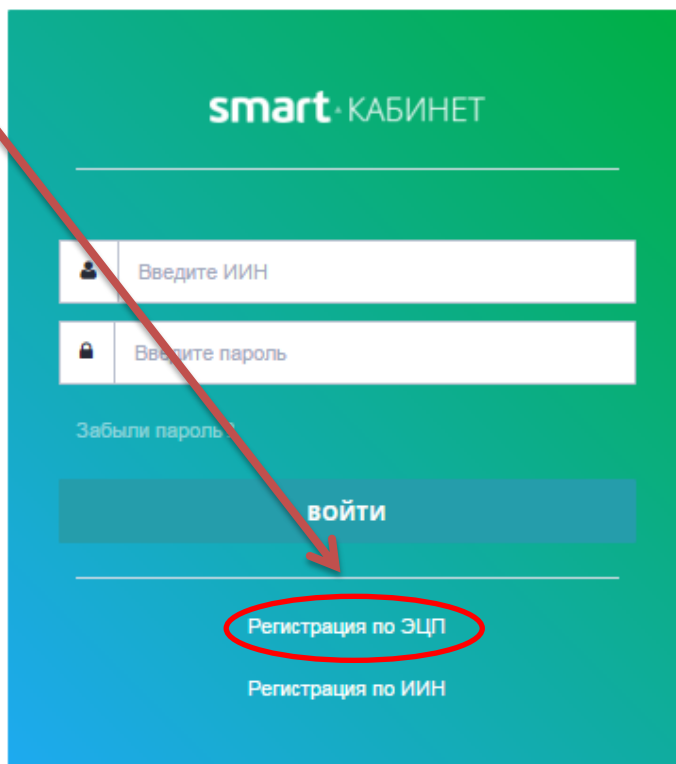 smart КАБИНЕТ
Введите ИИН
Введите пароль
Забыли пароль?
ВОЙТИ
Регистрация по ЭЦП
Регистрация по ИИН